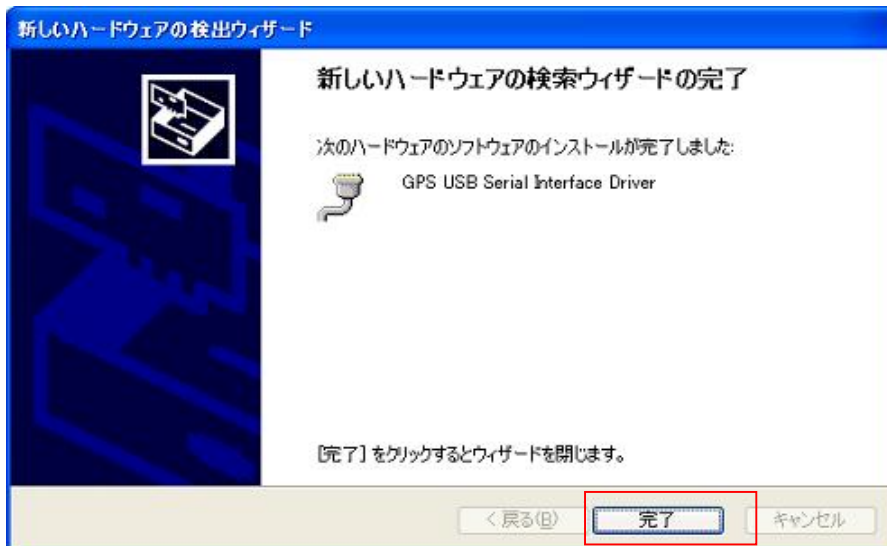 新しいハードウェアの検出ウィザード
新しいハードウェアの検索ウィザードの完了
次のハードウェアのソフトウェアのインストールが完了しました:
GPS USB Serial Interface Driver
[完了] をクリックするとウィザードを閉じます。
< 戻る(B)
完了
キャンセル